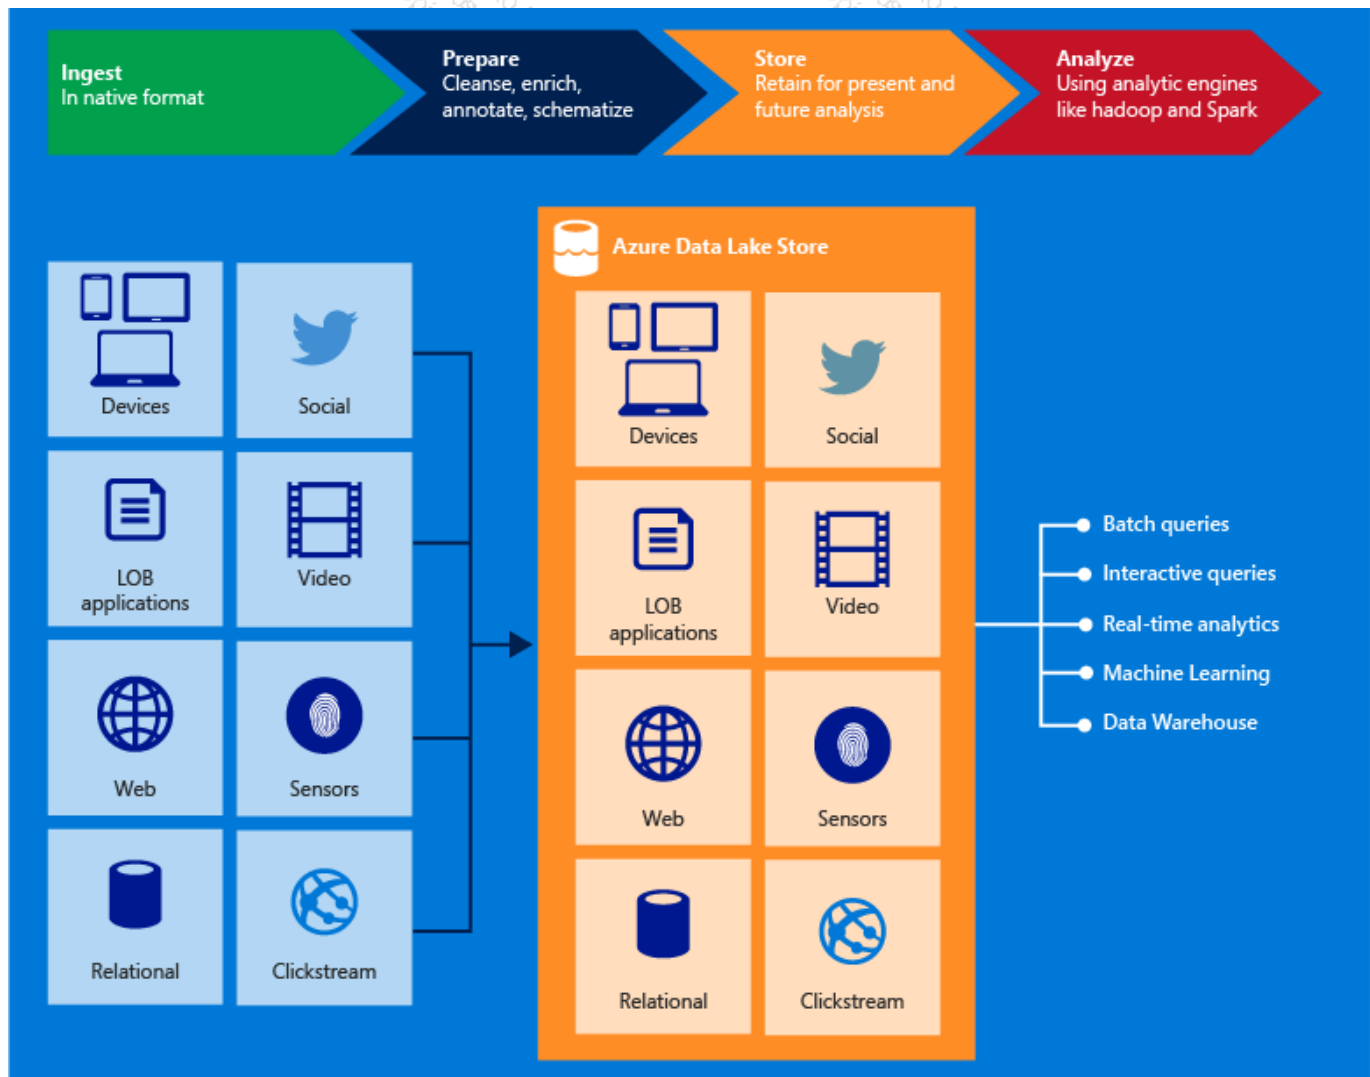 Ingest
In native format
Prepare
Cleanse, enrich,
annotate, schematize
Store
Retain for present and
future analysis
Analyze
Using analytic engines
like hadoop and Spark
Azure Data Lake Store
Devices
Social
LOB
applications
Video
Web
Sensors
Relational
Clickstream
Devices
Social
LOB
applications
Video
Web
Sensors
Relational
Clickstream
Batch queries
Interactive queries
Real-time analytics
Machine Learning
Data Warehouse